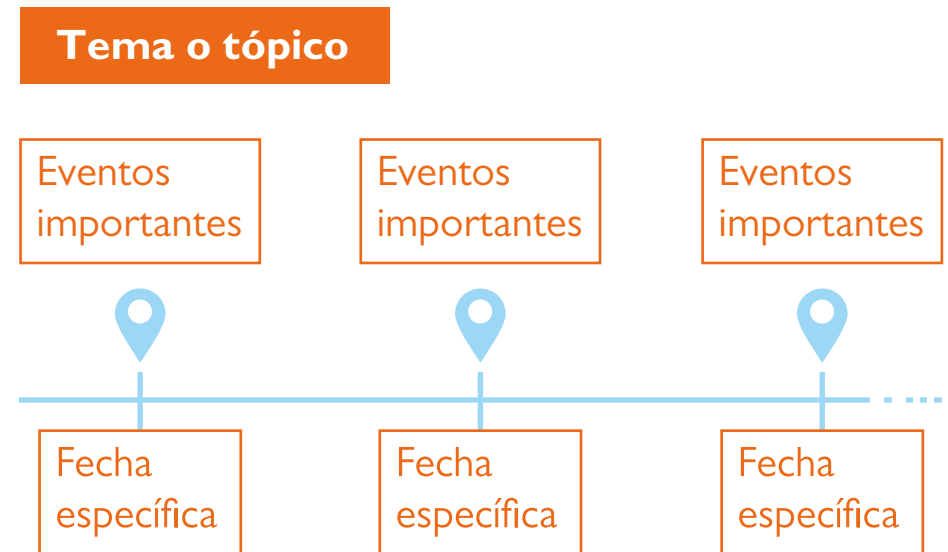 Tema o tópico
Eventos
importantes
Eventos
importantes
Eventos
importantes
Fecha
específica
Fecha
específica
Fecha
específica